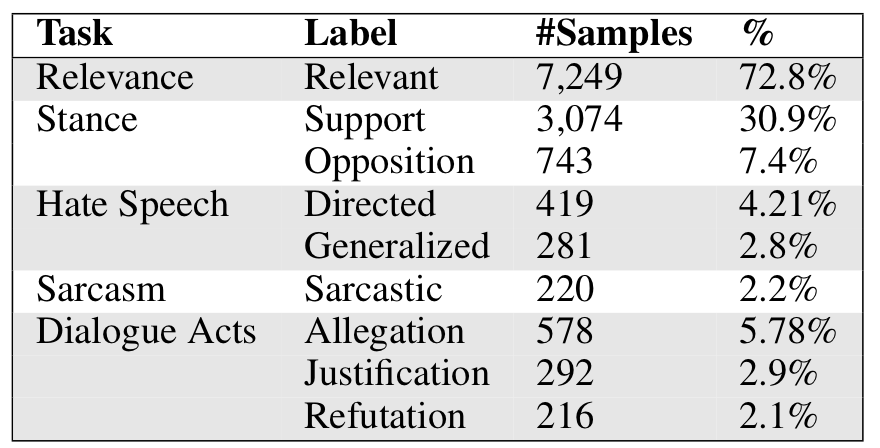 Task Label #Samples %
Relevance Relevant 7,249 72.8%
Stance Support 3,074 30.9%
Opposition 743 7.4%
Hate Speech Directed 419 4.21%
Generalized 281 2.8%
Sarcasm Sarcastic 220 2.2%
Dialogue Acts Allegation 578 5.78%
Justification 292 2.9%
Refutation 216 2.1%